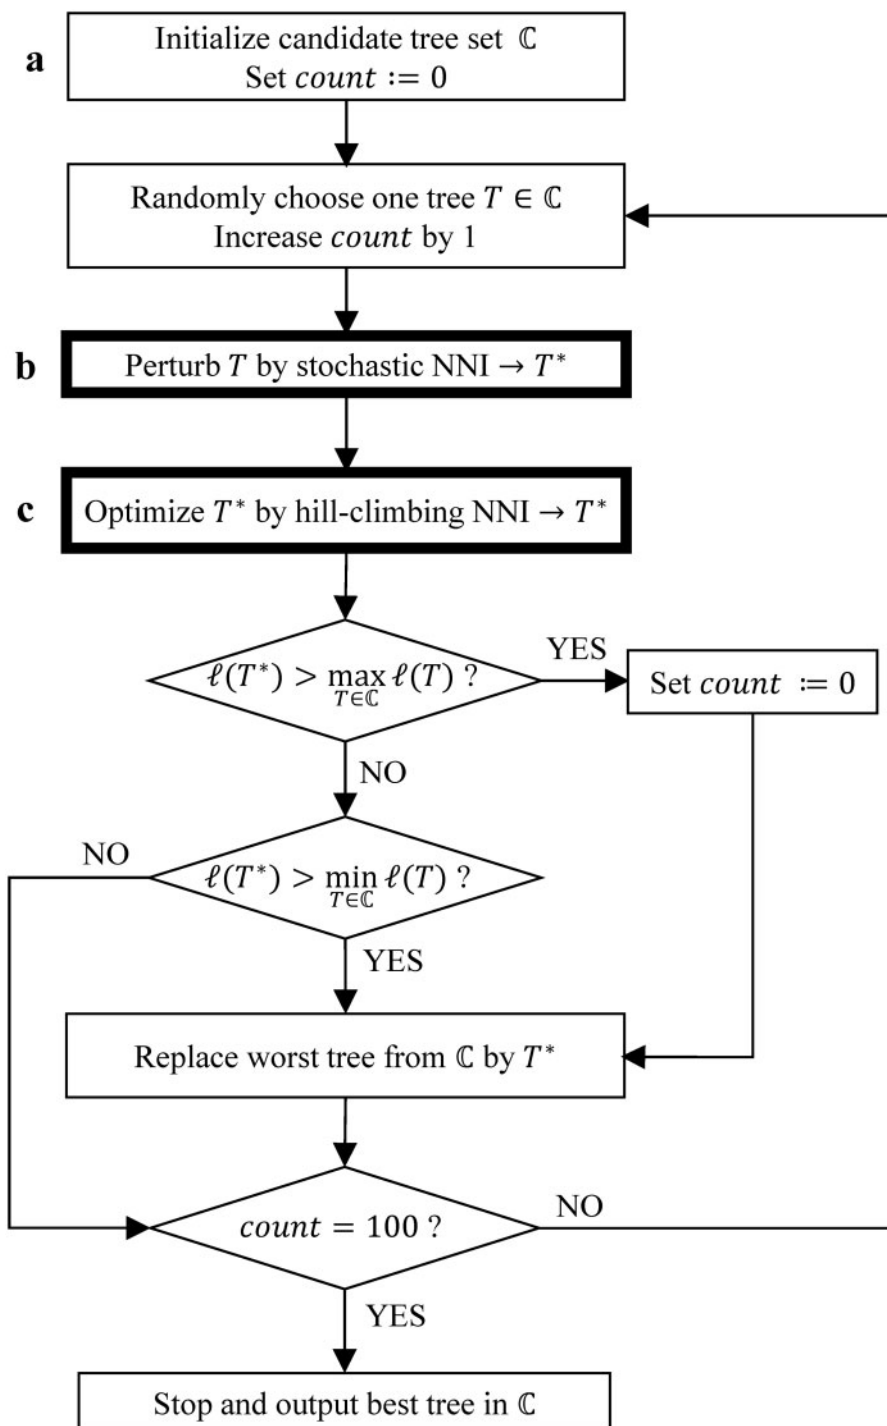 a
Initialize candidate tree set ℂ
Set count := 0
Randomly choose one tree T ∈ ℂ
Increase count by 1
b
Perturb T by stochastic NNI → T*
c
Optimize T* by hill-climbing NNI → T*
ℓ(T*) > max ℓ(T) ?
T∈ℂ
YES
Set count := 0
NO
NO
ℓ(T*) > min ℓ(T) ?
T∈ℂ
YES
Replace worst tree from ℂ by T*
count = 100 ?
NO
YES
Stop and output best tree in ℂ